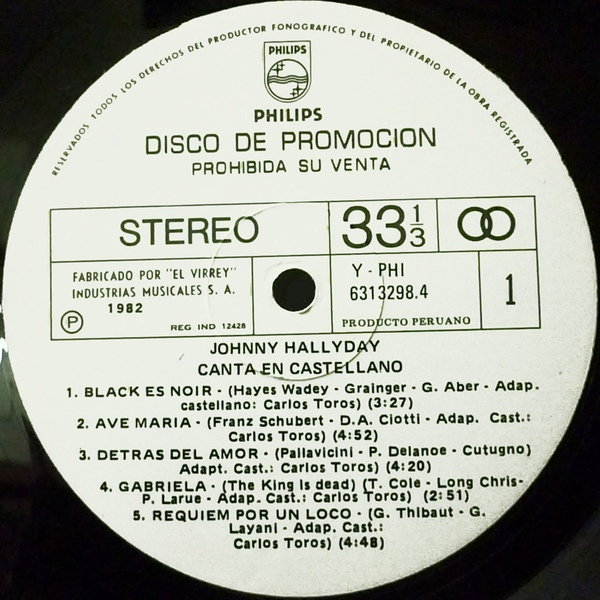 RESERVADOS TODOS LOS DERECHOS DEL PRODUCTOR FONOGRAFICO Y DEL PROPIETARIO DE LA OBRA REGISTRADA
PHILIPS
PHILIPS
DISCO DE PROMOCION
PROHIBIDA SU VENTA
STEREO
33 1/3
FABRICADO POR "EL VIRREY"
INDUSTRIAS MUSICALES S. A.
1982
Ⓟ
REG IND 12428
Y - PHI
6313298.4
PRODUCTO PERUANO
1
JOHNNY HALLYDAY
CANTA EN CASTELLANO
1. BLACK ES NOIR - (Hayes Wadey - Grainger - G. Aber - Adap.
castellano: Carlos Toros) (3:27)
2. AVE MARIA - (Franz Schubert - D.A. Ciotti - Adap. Cast.:
Carlos Toros) (4:52)
3. DETRAS DEL AMOR - (Pallavicini - P. Delanoe - Cutugno)
Adapt. Cast.: Carlos Toros) (4:20)
4. GABRIELA - (The King is dead) (T. Cole - Long Chris-
P. Larue - Adap. Cast.: Carlos Toros) (2:51)
5. REQUIEM POR UN LOCO - (G. Thibaut - G.
Layani - Adap. Cast.:
Carlos Toros) (4:48)